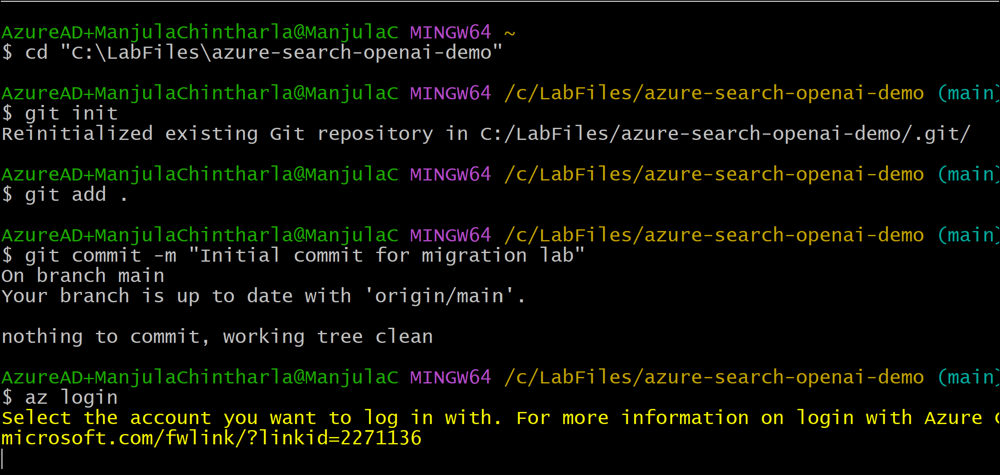 AzureAD+ManjulaChintharla@ManjulaC MINGW64 ~
$ cd "C:\LabFiles\azure-search-openai-demo"
AzureAD+ManjulaChintharla@ManjulaC MINGW64 /c/LabFiles/azure-search-openai-demo (main)
$ git init
Reinitialized existing Git repository in C:/LabFiles/azure-search-openai-demo/.git/
AzureAD+ManjulaChintharla@ManjulaC MINGW64 /c/LabFiles/azure-search-openai-demo (main)
$ git add .
AzureAD+ManjulaChintharla@ManjulaC MINGW64 /c/LabFiles/azure-search-openai-demo (main)
$ git commit -m "Initial commit for migration lab"
On branch main
Your branch is up to date with 'origin/main'.
nothing to commit, working tree clean
AzureAD+ManjulaChintharla@ManjulaC MINGW64 /c/LabFiles/azure-search-openai-demo (main)
$ az login
Select the account you want to log in with. For more information on login with Azure
microsoft.com/fwlink/?linkid=2271136